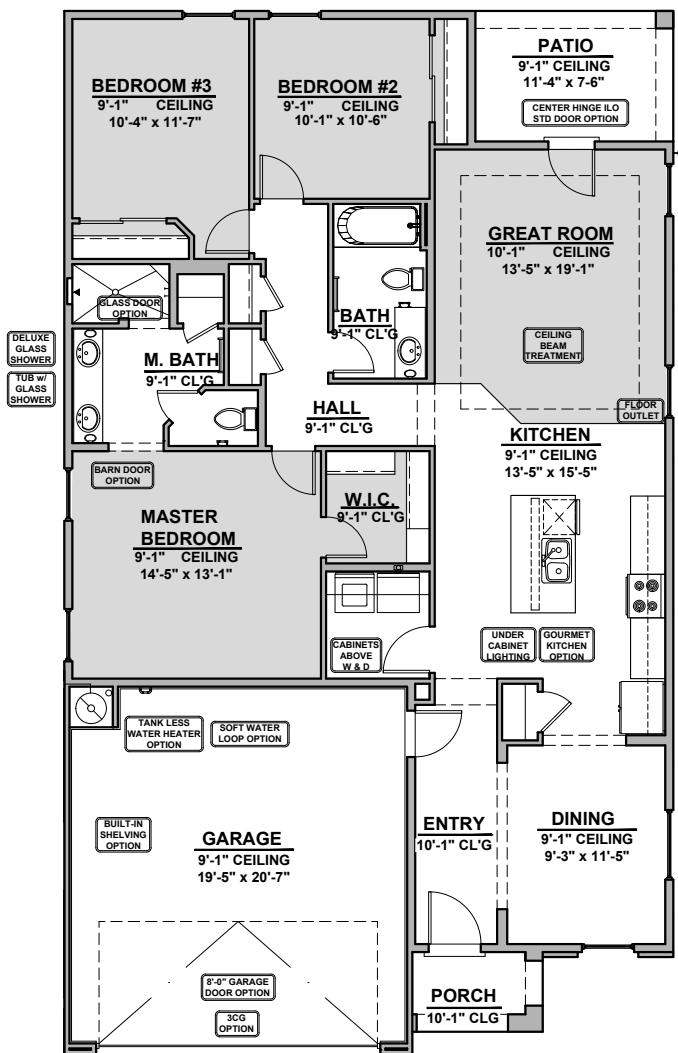 BEDROOM #3
9'-1" CEILING
10'-4" x 11'-7"
BEDROOM #2
9'-1" CEILING
10'-1" x 10'-6"
PATIO
9'-1" CEILING
11'-4" x 7'-6"
CENTER HINGE ILO
STD DOOR OPTION
GREAT ROOM
10'-1" CEILING
13'-5" x 19'-1"
CEILING
BEAM
TREATMENT
FLOOR
OUTLET
GLASS DOOR
OPTION
DELUXE
GLASS
SHOWER
TUB w/
GLASS
SHOWER
M. BATH
9'-1" CL'G
BATH
9'-1" CL'G
HALL
9'-1" CL'G
KITCHEN
9'-1" CEILING
13'-5" x 15'-5"
BARN DOOR
OPTION
MASTER
BEDROOM
9'-1" CEILING
14'-5" x 13'-1"
W.I.C.
9'-1" CL'G
CABINETS
ABOVE
W & D
UNDER
CABINET
LIGHTING
GOURMET
KITCHEN
OPTION
TANK LESS
WATER HEATER
OPTION
SOFT WATER
LOOP OPTION
BUILT-IN
SHELVING
OPTION
GARAGE
9'-1" CEILING
19'-5" x 20'-7"
ENTRY
10'-1" CL'G
DINING
9'-1" CEILING
9'-3" x 11'-5"
8'-0" GARAGE
DOOR OPTION
3CG
OPTION
PORCH
10'-1" CLG